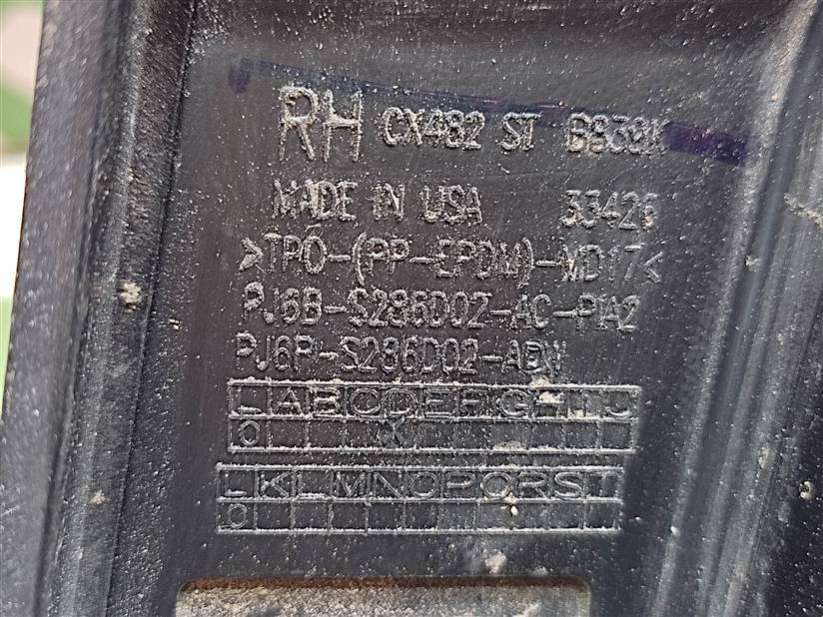 RH CX482 ST B839K
MADE IN USA 33426
>TPO-(PP-EPDM)-MD17<
PJ6B-S286D02-AC-PIA2
PJ6P-S286D02-ADW
L A B C D E F G H I J
0 X
L K L M N O P Q R S T
0